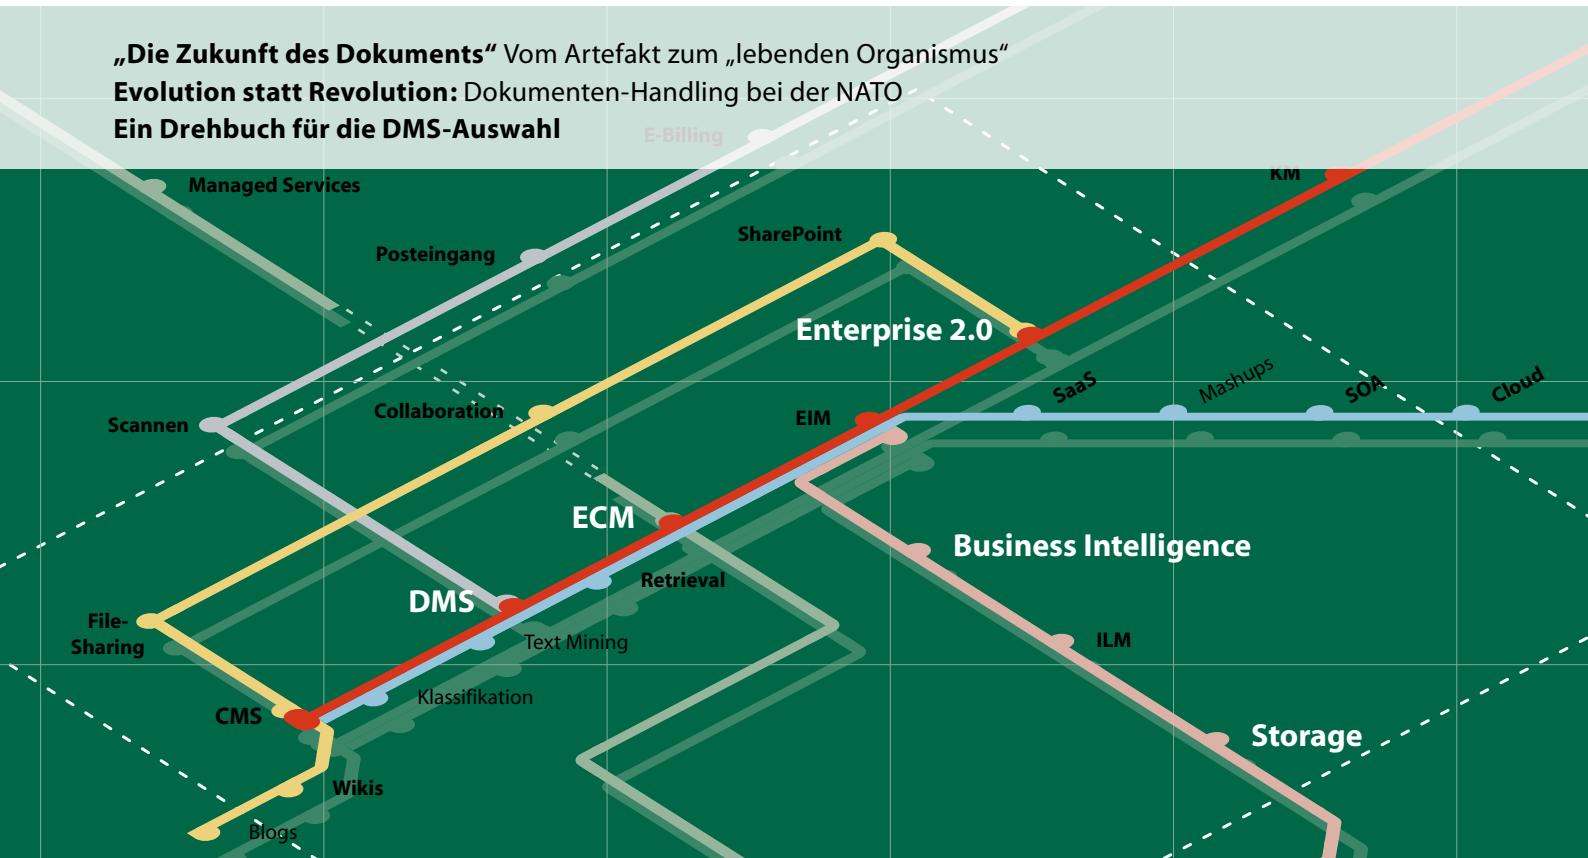 „Die Zukunft des Dokuments“ Vom Artefakt zum „lebenden Organismus“
Evolution statt Revolution: Dokumenten-Handling bei der NATO
Ein Drehbuch für die DMS-Auswahl
E-Billing
KM
Managed Services
SharePoint
Posteingang
Enterprise 2.0
SaaS
Mashups
SOA
Cloud
Collaboration
EIM
Scannen
ECM
Business Intelligence
Retrieval
DMS
File-
Sharing
Text Mining
ILM
Klassifikation
CMS
Storage
Wikis
Blogs